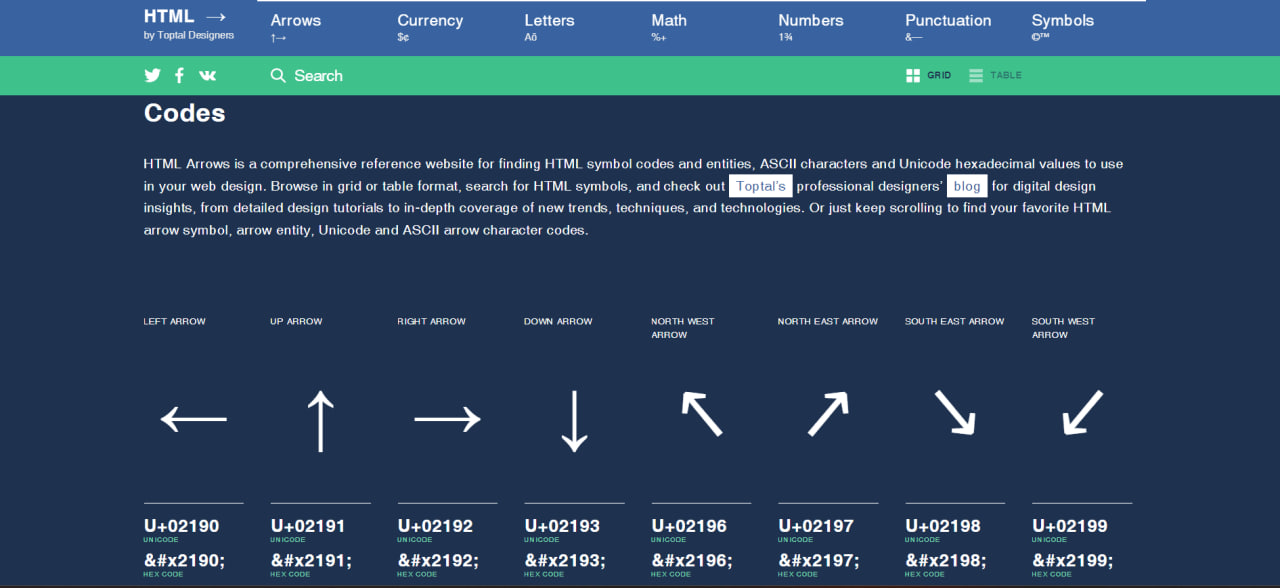 HTML →
by Toptal Designers
Arrows
↑→
Currency
$¢
Letters
Aô
Math
%+
Numbers
1¾
Punctuation
&—
Symbols
©™
Search
GRID
TABLE
Codes
HTML Arrows is a comprehensive reference website for finding HTML symbol codes and entities, ASCII characters and Unicode hexadecimal values to use
in your web design. Browse in grid or table format, search for HTML symbols, and check out Toptal's professional designers' blog for digital design
insights, from detailed design tutorials to in-depth coverage of new trends, techniques, and technologies. Or just keep scrolling to find your favorite HTML
arrow symbol, arrow entity, Unicode and ASCII arrow character codes.
LEFT ARROW
←
U+02190
UNICODE
&#x2190;
HEX CODE
UP ARROW
↑
U+02191
UNICODE
&#x2191;
HEX CODE
RIGHT ARROW
→
U+02192
UNICODE
&#x2192;
HEX CODE
DOWN ARROW
↓
U+02193
UNICODE
&#x2193;
HEX CODE
NORTH WEST
ARROW
↖
U+02196
UNICODE
&#x2196;
HEX CODE
NORTH EAST ARROW
↗
U+02197
UNICODE
&#x2197;
HEX CODE
SOUTH EAST ARROW
↘
U+02198
UNICODE
&#x2198;
HEX CODE
SOUTH WEST
ARROW
↙
U+02199
UNICODE
&#x2199;
HEX CODE